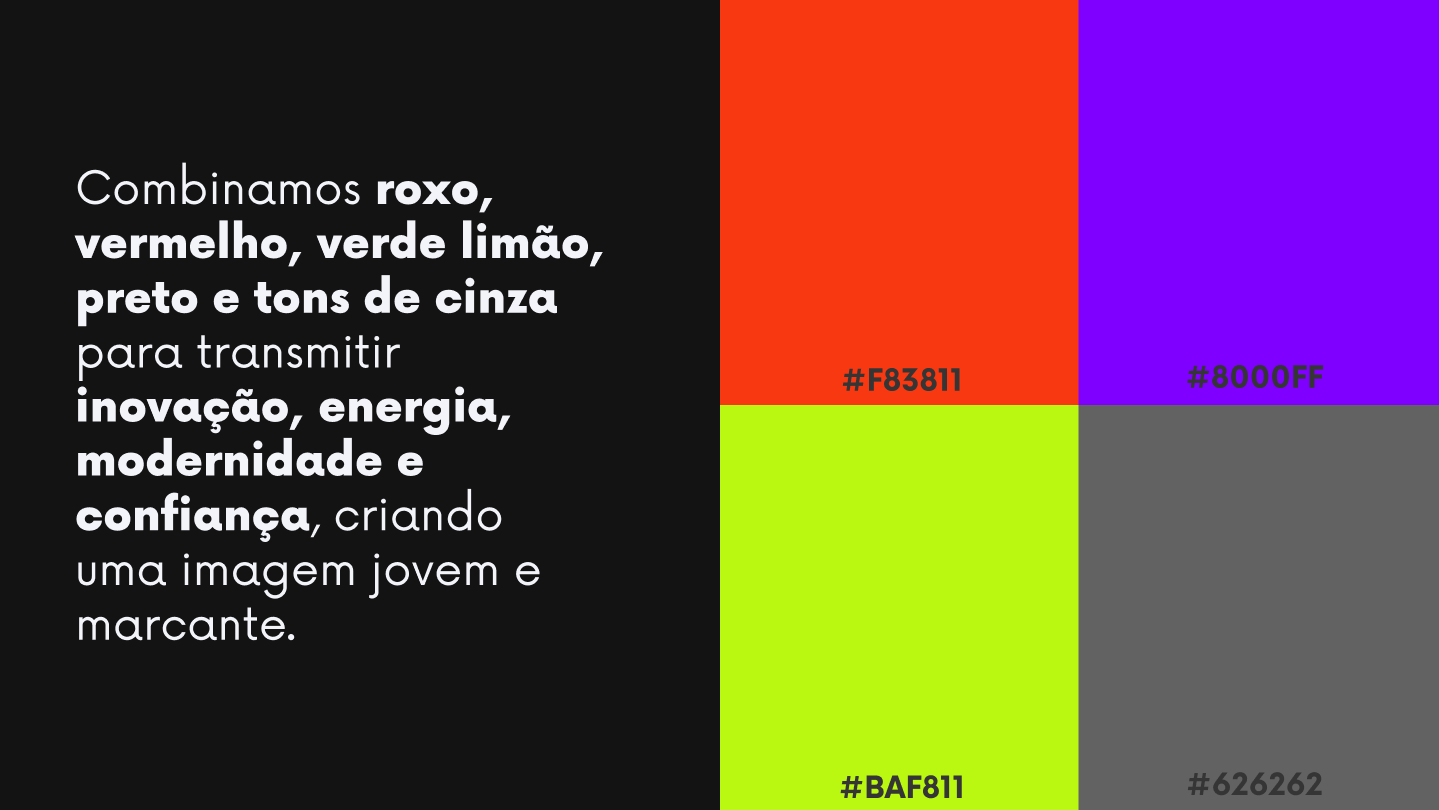 Combinamos roxo,
vermelho, verde limão,
preto e tons de cinza
para transmitir
inovação, energia,
modernidade e
confiança, criando
uma imagem jovem e
marcante.
#F83811
#8000FF
#BAF811
#626262